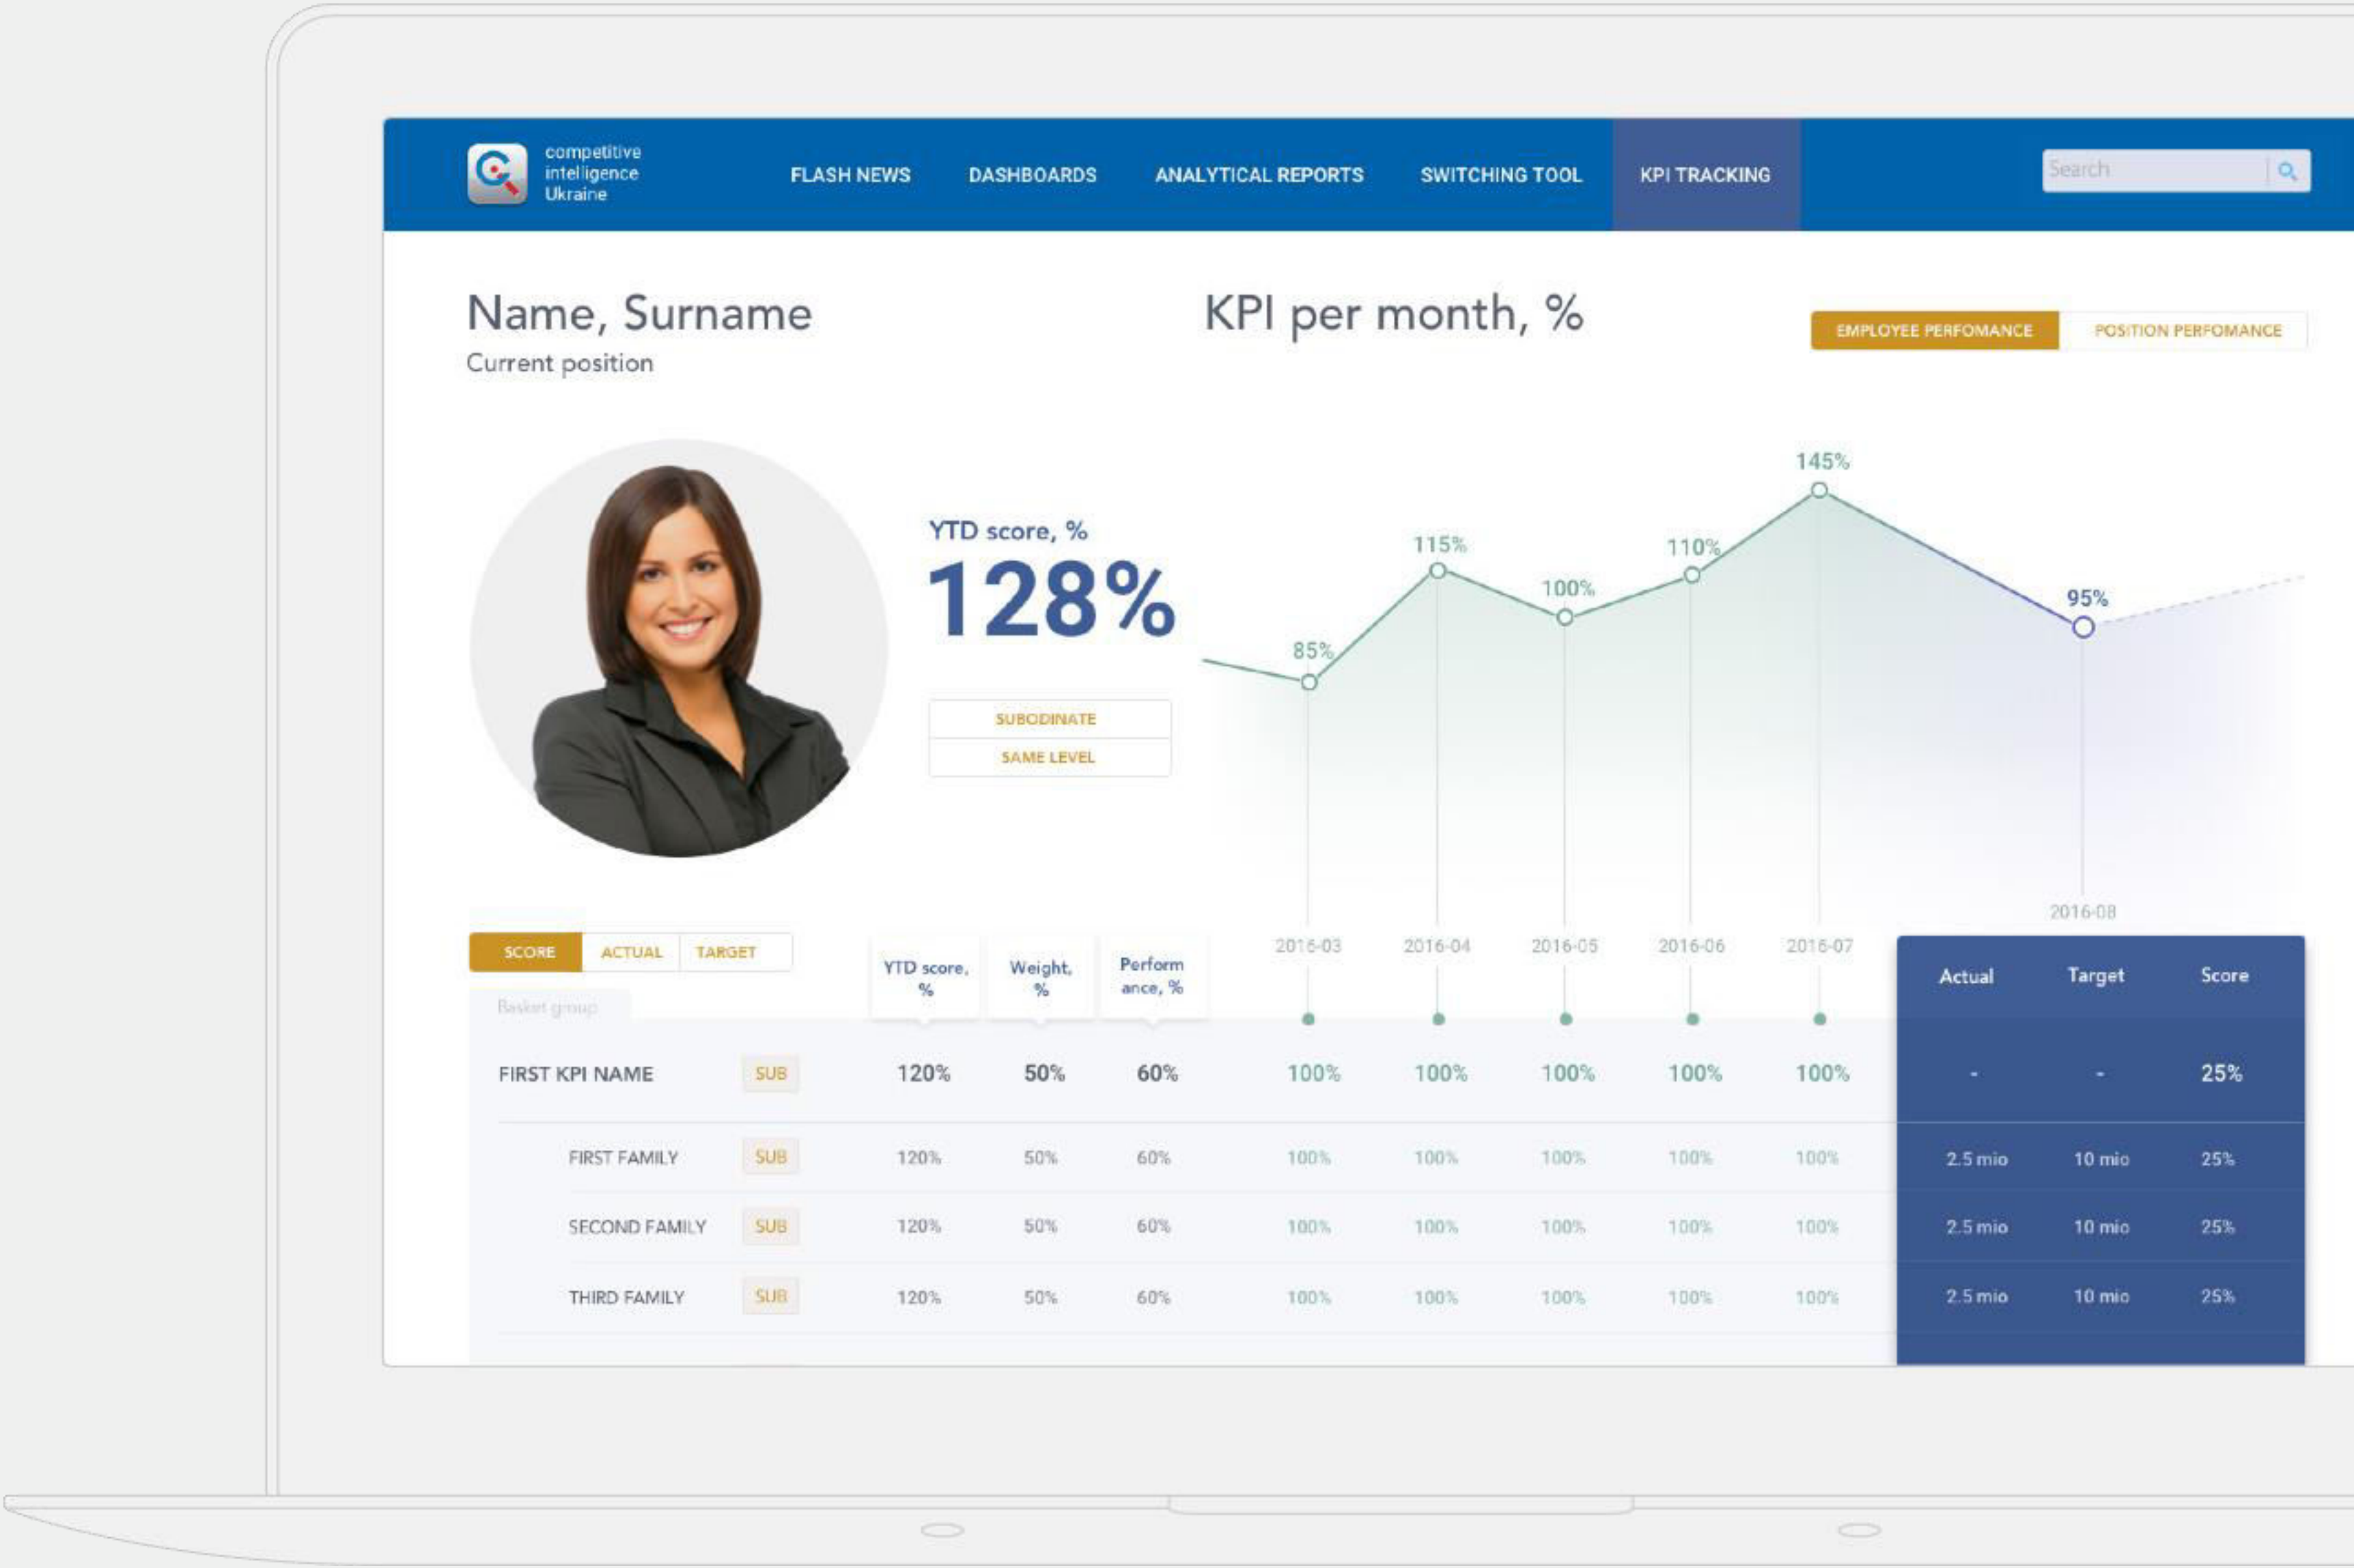 competitive
intelligence
Ukraine
FLASH NEWS
DASHBOARDS
ANALYTICAL REPORTS
SWITCHING TOOL
KPI TRACKING
Search
Name, Surname
Current position
KPI per month, %
EMPLOYEE PERFOMANCE
POSITION PERFOMANCE
YTD score, %
128%
SUBODINATE
SAME LEVEL
85%
115%
100%
110%
145%
95%
2016-08
SCORE
ACTUAL
TARGET
YTD score,
%
Weight,
%
Perform
ance, %
2016-03
2016-04
2016-05
2016-06
2016-07
Actual
Target
Score
Basket group
FIRST KPI NAME SUB 120% 50% 60% 100% 100% 100% 100% 100% - - 25%
FIRST FAMILY SUB 120% 50% 60% 100% 100% 100% 100% 100% 2.5 mio 10 mio 25%
SECOND FAMILY SUB 120% 50% 60% 100% 100% 100% 100% 100% 2.5 mio 10 mio 25%
THIRD FAMILY SUB 120% 50% 60% 100% 100% 100% 100% 100% 2.5 mio 10 mio 25%